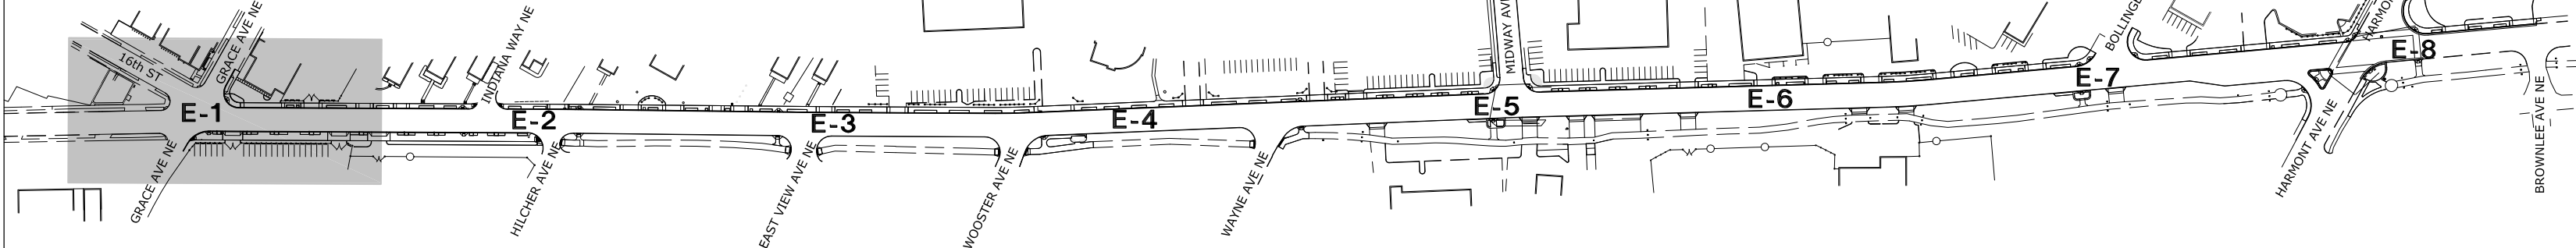 16th ST
GRACE AVE NE
E-1
GRACE AVE NE
INDIANA WAY NE
E-2
HILCHER AVE NE
E-3
EAST VIEW AVE NE
WOOSTER AVE NE
E-4
WAYNE AVE NE
MIDWAY AVE
E-5
E-6
E-7
BOLLING
HARMONT AVE NE
HARMO
E-8
BROWNLEE AVE NE